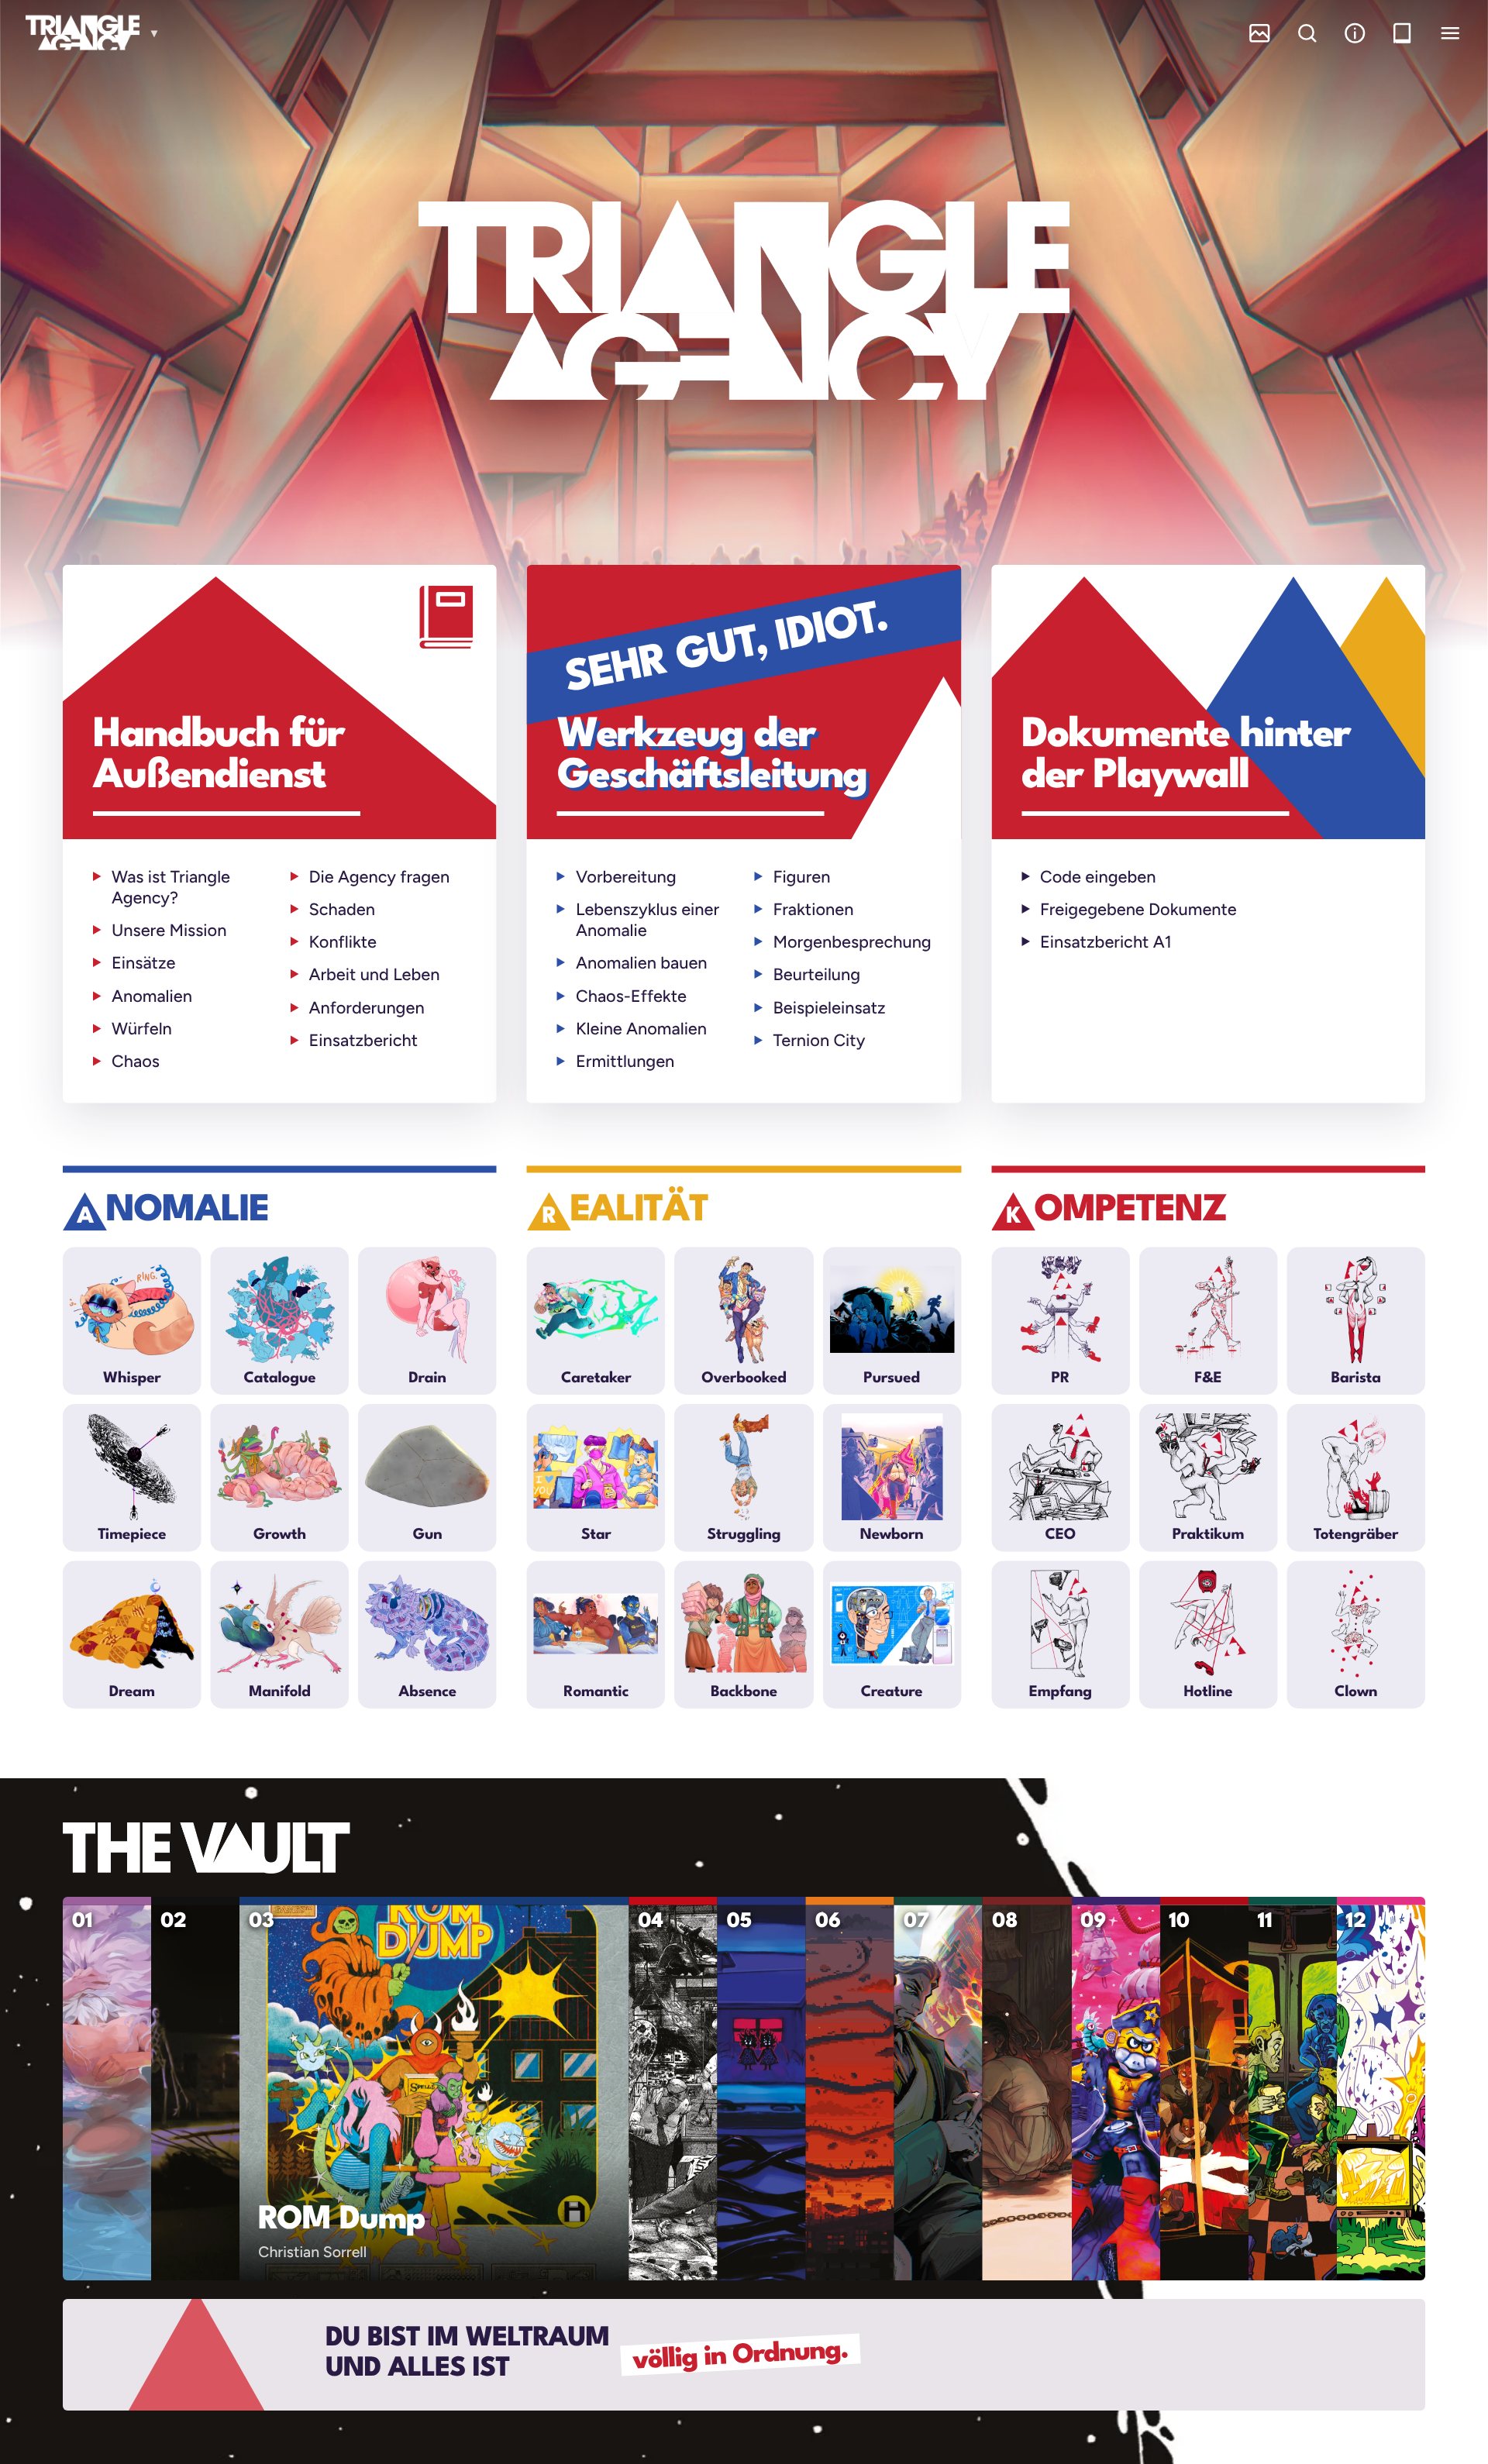 TRIANGLE
AGENCY
TRIANGLE
AGENCY
Handbuch für
Außendienst
Was ist Triangle
Agency?
Unsere Mission
Einsätze
Anomalien
Würfeln
Chaos
Die Agency fragen
Schaden
Konflikte
Arbeit und Leben
Anforderungen
Einsatzbericht
SEHR GUT, IDIOT.
Werkzeug der
Geschäftsleitung
Vorbereitung
Lebenszyklus einer
Anomalie
Anomalien bauen
Chaos-Effekte
Kleine Anomalien
Ermittlungen
Figuren
Fraktionen
Morgenbesprechung
Beurteilung
Beispieleinsatz
Ternion City
Dokumente hinter
der Playwall
Code eingeben
Freigegebene Dokumente
Einsatzbericht A1
ANOMALIE
RING.
Whisper
Catalogue
Drain
Timepiece
Growth
Gun
Dream
Manifold
Absence
REALITÄT
Caretaker
Overbooked
Pursued
Star
Struggling
Newborn
Romantic
Backbone
Creature
KOMPETENZ
PR
F&E
Barista
CEO
Praktikum
Totengräber
Empfang
Hotline
Clown
THE VAULT
01
02
03
ROM
DUMP
ROM Dump
Christian Sorrell
04
05
06
07
08
09
10
11
12
DU BIST IM WELTRAUM
UND ALLES IST
völlig in Ordnung.